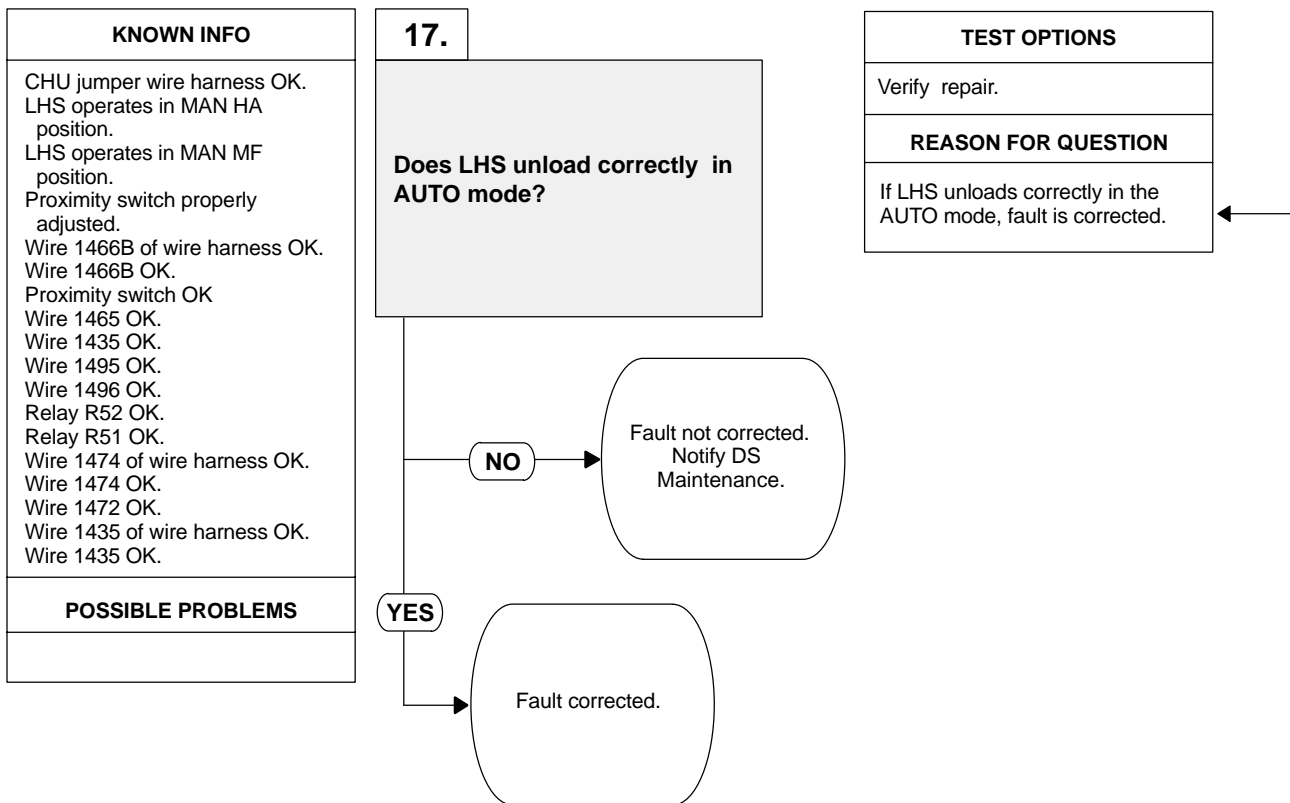 KNOWN INFO
CHU jumper wire harness OK.
LHS operates in MAN HA
position.
LHS operates in MAN MF
position.
Proximity switch properly
adjusted.
Wire 1466B of wire harness OK.
Wire 1466B OK.
Proximity switch OK
Wire 1465 OK.
Wire 1435 OK.
Wire 1495 OK.
Wire 1496 OK.
Relay R52 OK.
Relay R51 OK.
Wire 1474 of wire harness OK.
Wire 1474 OK.
Wire 1472 OK.
Wire 1435 of wire harness OK.
Wire 1435 OK.
POSSIBLE PROBLEMS
17.
Does LHS unload correctly in
AUTO mode?
NO
Fault not corrected.
Notify DS
Maintenance.
YES
Fault corrected.
TEST OPTIONS
Verify repair.
REASON FOR QUESTION
If LHS unloads correctly in the
AUTO mode, fault is corrected.